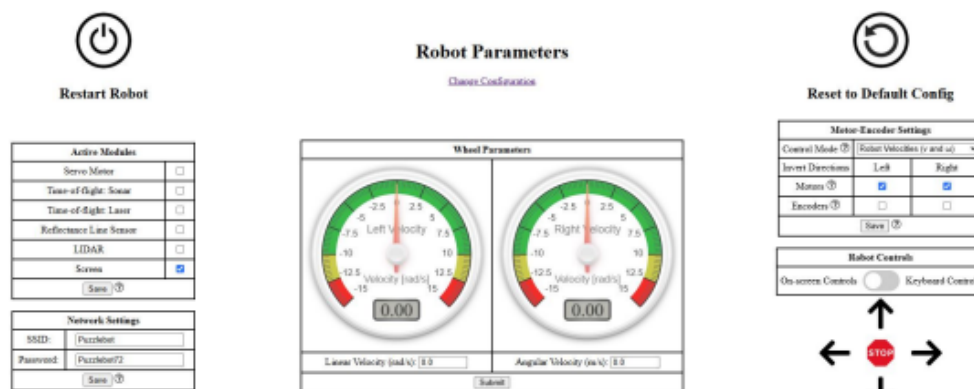 Restart Robot
Active Modules
Servo Motor
Time-of-flight: Sonar
Time-of-flight: Laser
Reflectance Line Sensor
LIDAR
Screen
Save ?
Network Settings
SSID: Puzzlebot
Password: Puzzlebot72
Save ?
Robot Parameters
Change Configuration
Wheel Parameters
-15 -12.5 -10 -7.5 -5 -2.5 0 2.5 5 7.5 10 12.5 15
Left Velocity
Velocity [rad/s]
0.00
-15 -12.5 -10 -7.5 -5 -2.5 0 2.5 5 7.5 10 12.5 15
Right Velocity
Velocity [rad/s]
0.00
Linear Velocity (rad/s): 0.0 Angular Velocity (m/s): 0.0
Submit
Reset to Default Config
Motor-Encoder Settings
Control Mode ? Robot Velocities (v and ω)
Invert Directions Left Right
Motors ?
Encoders ?
Save ?
Robot Controls
On-screen Controls Keyboard Control
STOP